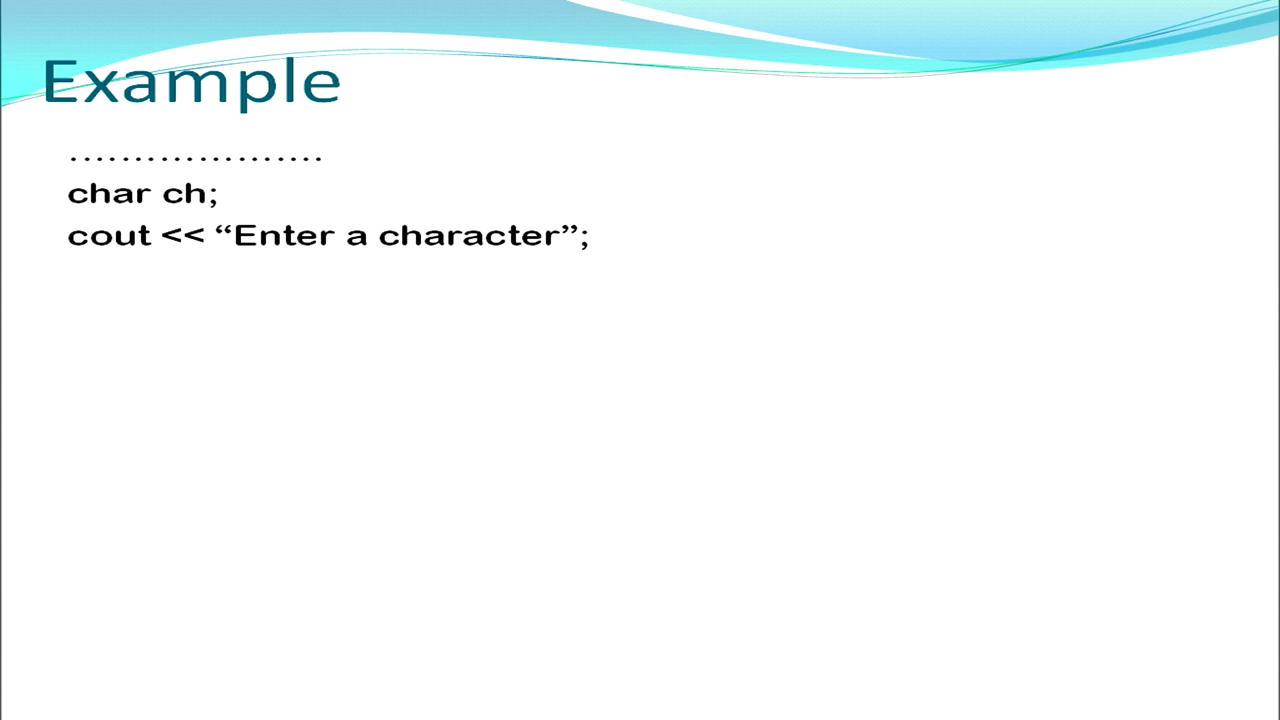 Example
....................
char ch;
cout << “Enter a character”;